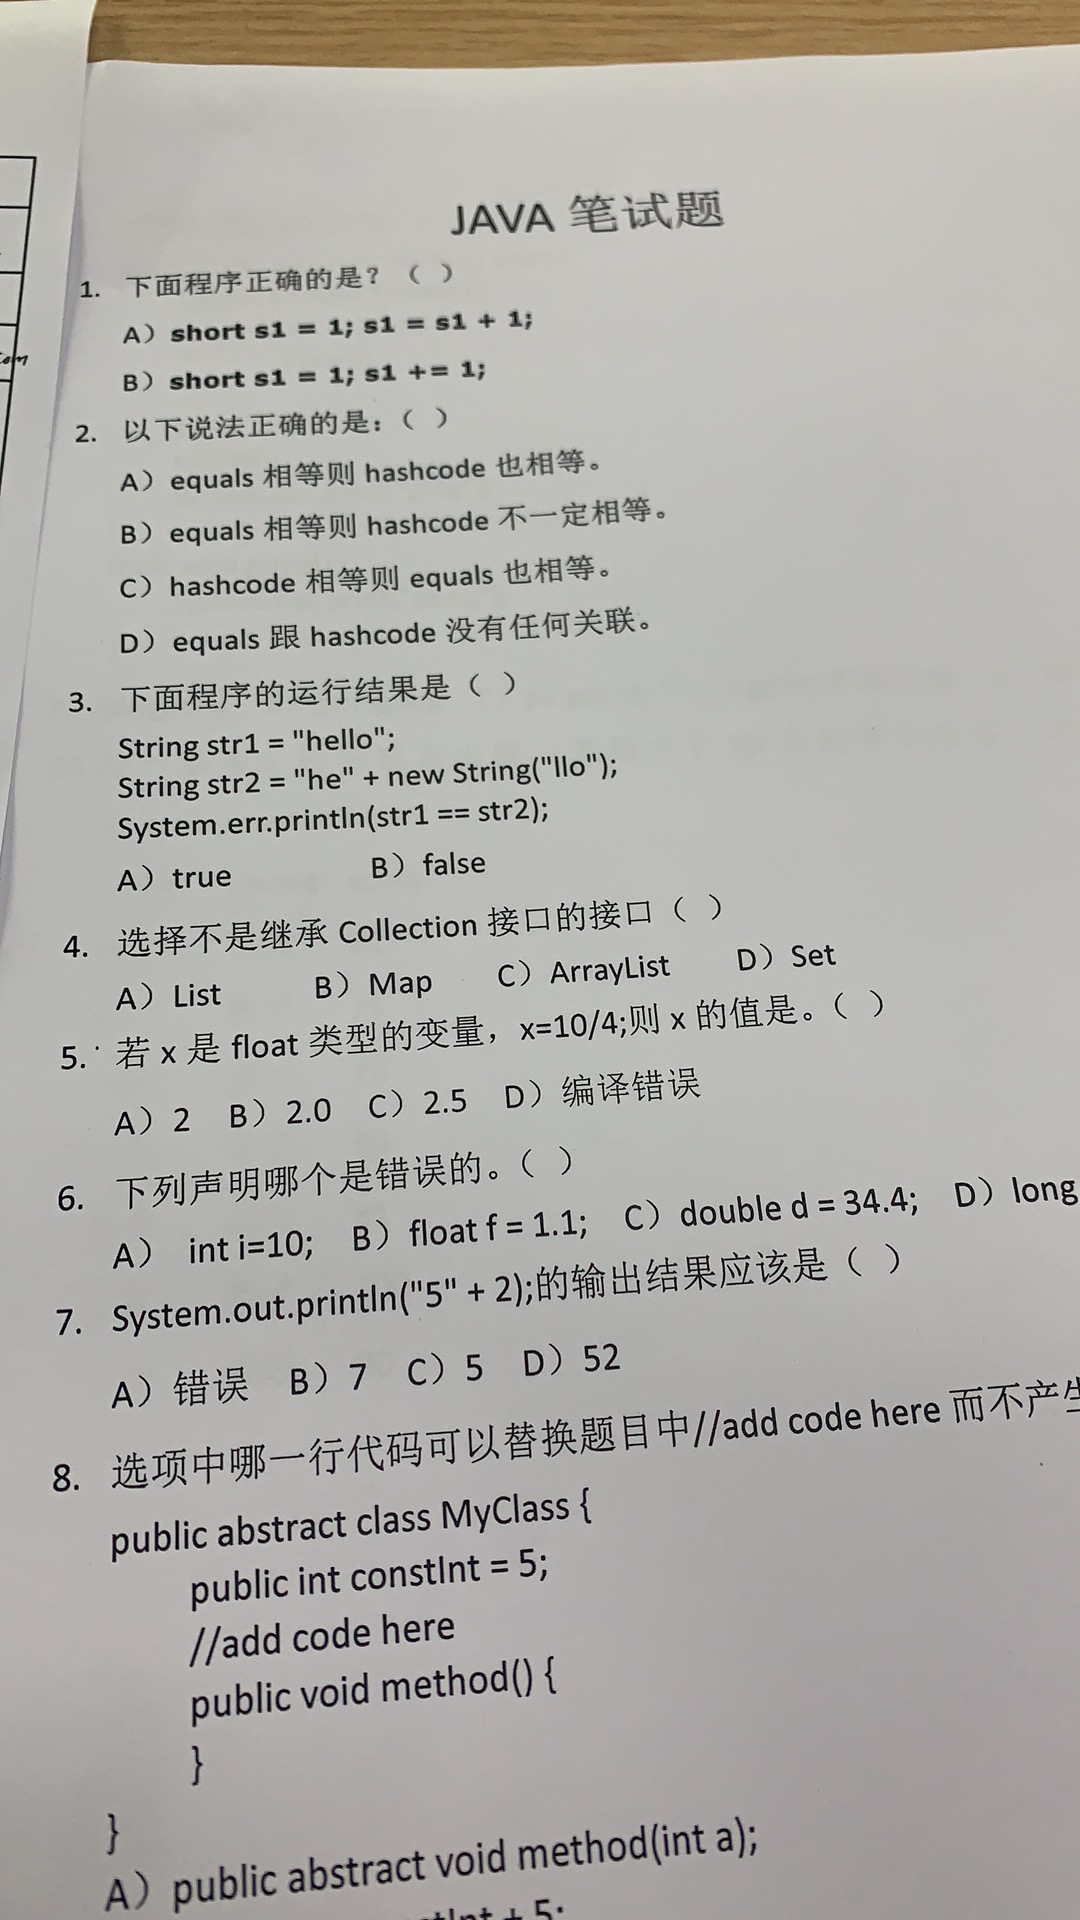 JAVA 笔试题
1. 下面程序正确的是？（ ）
A）short s1 = 1; s1 = s1 + 1;
B）short s1 = 1; s1 += 1;
2. 以下说法正确的是：（ ）
A）equals 相等则 hashcode 也相等。
B）equals 相等则 hashcode 不一定相等。
C）hashcode 相等则 equals 也相等。
D）equals 跟 hashcode 没有任何关联。
3. 下面程序的运行结果是（ ）
String str1 = "hello";
String str2 = "he" + new String("llo");
System.err.println(str1 == str2);
A）true B）false
4. 选择不是继承 Collection 接口的接口（ ）
A）List B）Map C）ArrayList D）Set
5. 若 x 是 float 类型的变量，x=10/4;则 x 的值是。（ ）
A）2 B）2.0 C）2.5 D）编译错误
6. 下列声明哪个是错误的。（ ）
A） int i=10; B）float f = 1.1; C）double d = 34.4; D）long
7. System.out.println("5" + 2);的输出结果应该是（ ）
A）错误 B）7 C）5 D）52
8. 选项中哪一行代码可以替换题目中//add code here 而不产生
public abstract class MyClass {
public int constInt = 5;
//add code here
public void method() {
}
}
A）public abstract void method(int a);
+ 5;